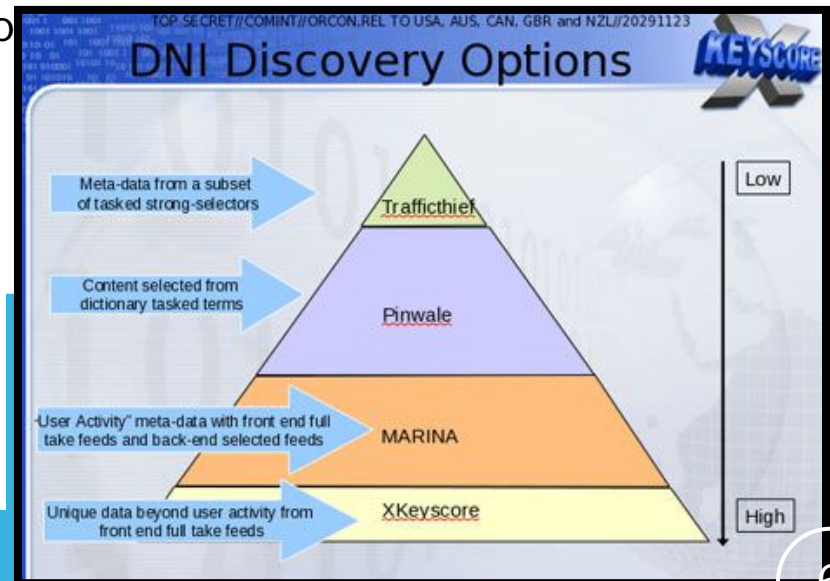 TOP SECRET//COMINT//ORCON,REL TO USA, AUS, CAN, GBR and NZL//20291123
DNI Discovery Options
X
KEYSCORE
Meta-data from a subset
of tasked strong-selectors
Trafficthief
Low
Content selected from
dictionary tasked terms
Pinwale
User Activity" meta-data with front end full
take feeds and back-end selected feeds
MARINA
Unique data beyond user activity from
front end full take feeds
XKeyscore
High